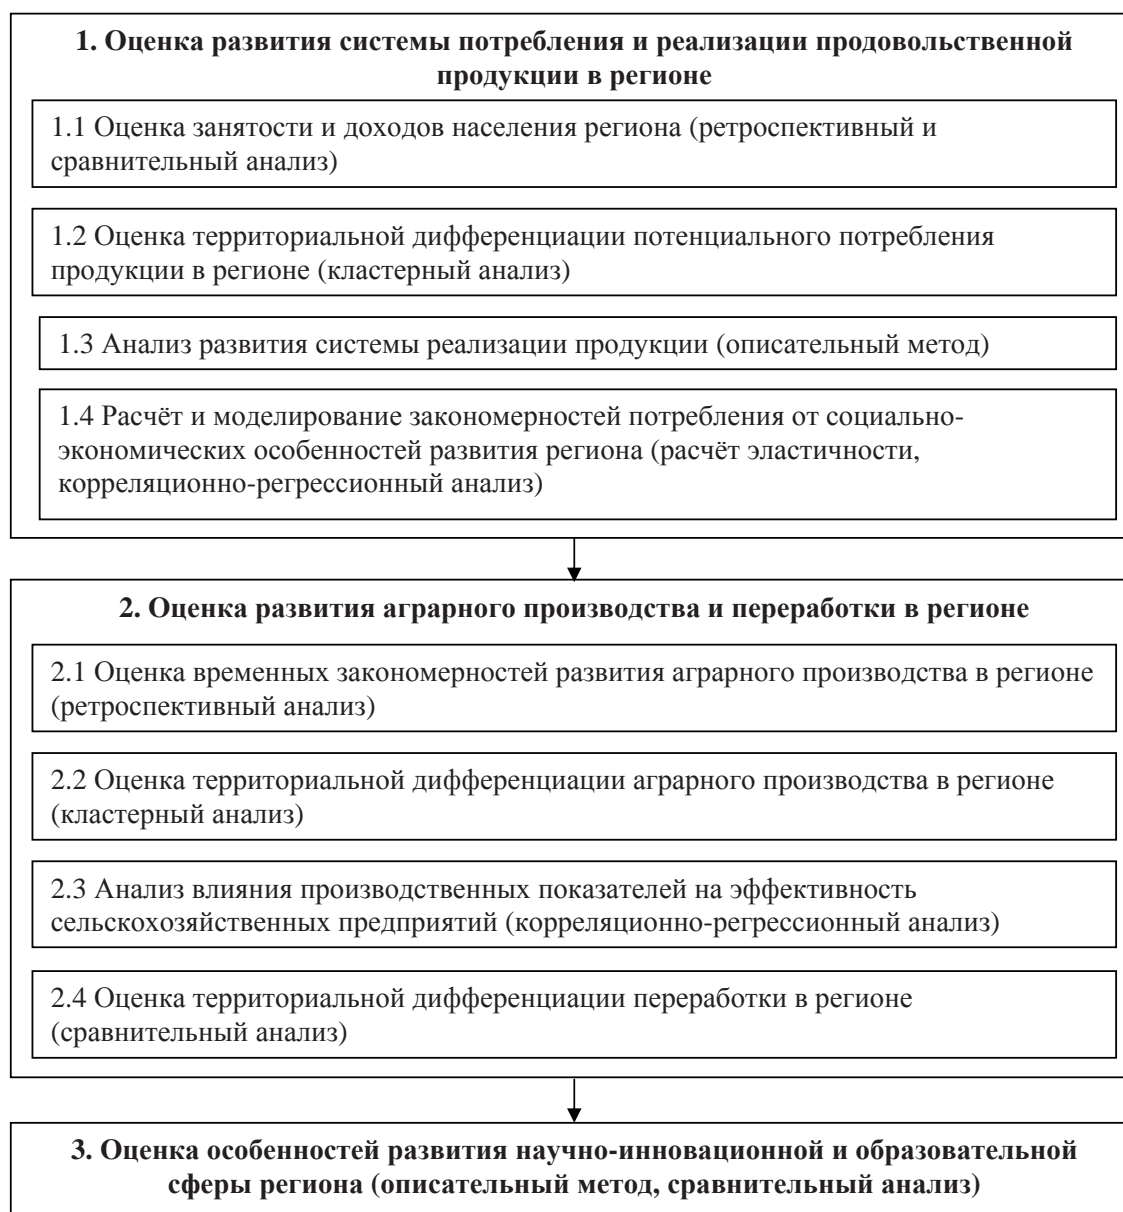 1. Оценка развития системы потребления и реализации продовольственной
продукции в регионе
1.1 Оценка занятости и доходов населения региона (ретроспективный и
сравнительный анализ)
1.2 Оценка территориальной дифференциации потенциального потребления
продукции в регионе (кластерный анализ)
1.3 Анализ развития системы реализации продукции (описательный метод)
1.4 Расчёт и моделирование закономерностей потребления от социально-
экономических особенностей развития региона (расчёт эластичности,
корреляционно-регрессионный анализ)
2. Оценка развития аграрного производства и переработки в регионе
2.1 Оценка временных закономерностей развития аграрного производства в регионе
(ретроспективный анализ)
2.2 Оценка территориальной дифференциации аграрного производства в регионе
(кластерный анализ)
2.3 Анализ влияния производственных показателей на эффективность
сельскохозяйственных предприятий (корреляционно-регрессионный анализ)
2.4 Оценка территориальной дифференциации переработки в регионе
(сравнительный анализ)
3. Оценка особенностей развития научно-инновационной и образовательной
сферы региона (описательный метод, сравнительный анализ)